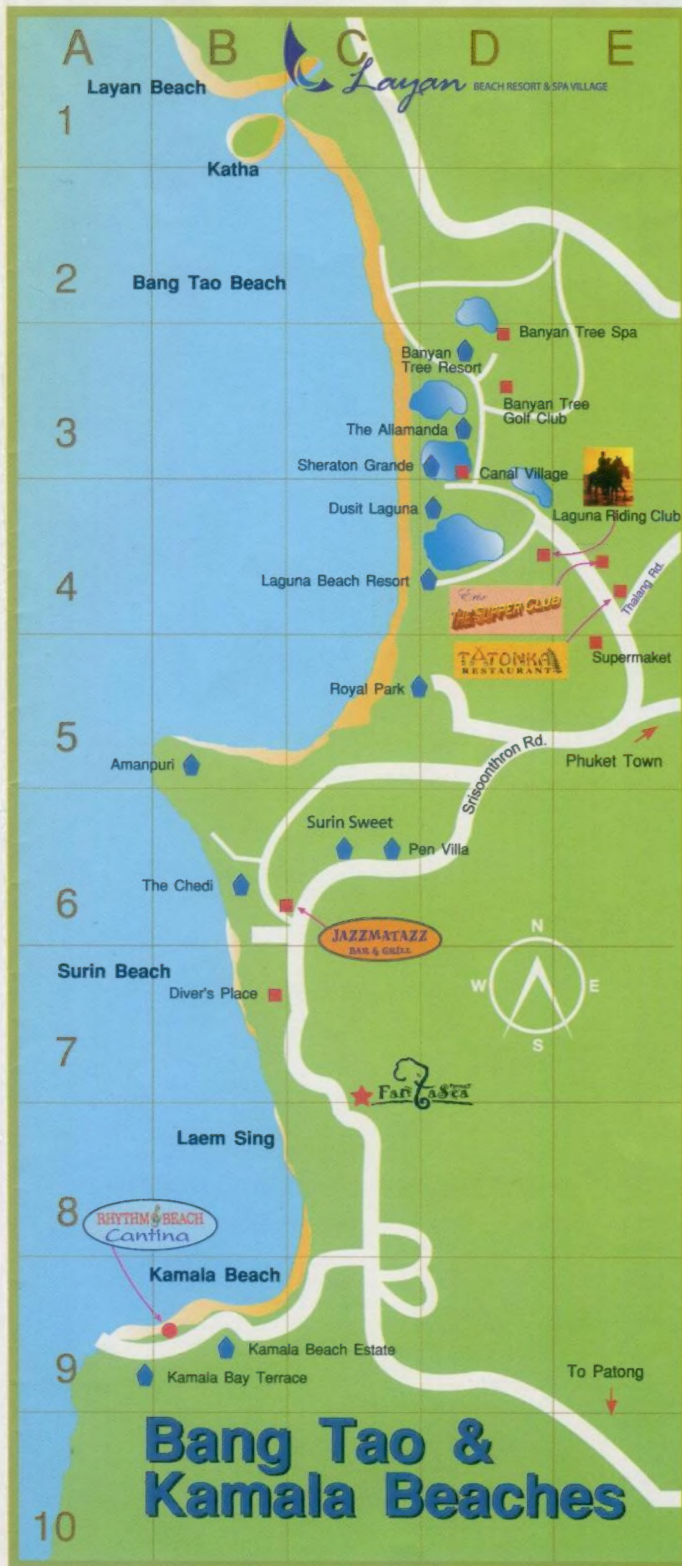 A B C D E
Layan BEACH RESORT & SPA VILLAGE
Layan Beach
1
Katha
2
Bang Tao Beach
Banyan Tree Spa
Banyan
Tree Resort
Banyan Tree
Golf Club
3
The Allamanda
Sheraton Grande
Canal Village
Dusit Laguna
Laguna Riding Club
4
Laguna Beach Resort
Thalang Rd.
THE SUPPER CLUB
TATONKA
RESTAURANT
Supermaket
Royal Park
5
Amanpuri
Srisoonthron Rd.
Phuket Town
Surin Sweet
Pen Villa
The Chedi
6
JAZZMATAZZ
BAR & GRILL
N
W E
S
Surin Beach
Diver's Place
7
FanTaSea
Laem Sing
8
RHYTHM & BEACH
Cantina
Kamala Beach
Kamala Beach Estate
9
Kamala Bay Terrace
To Patong
Bang Tao &
Kamala Beaches
10